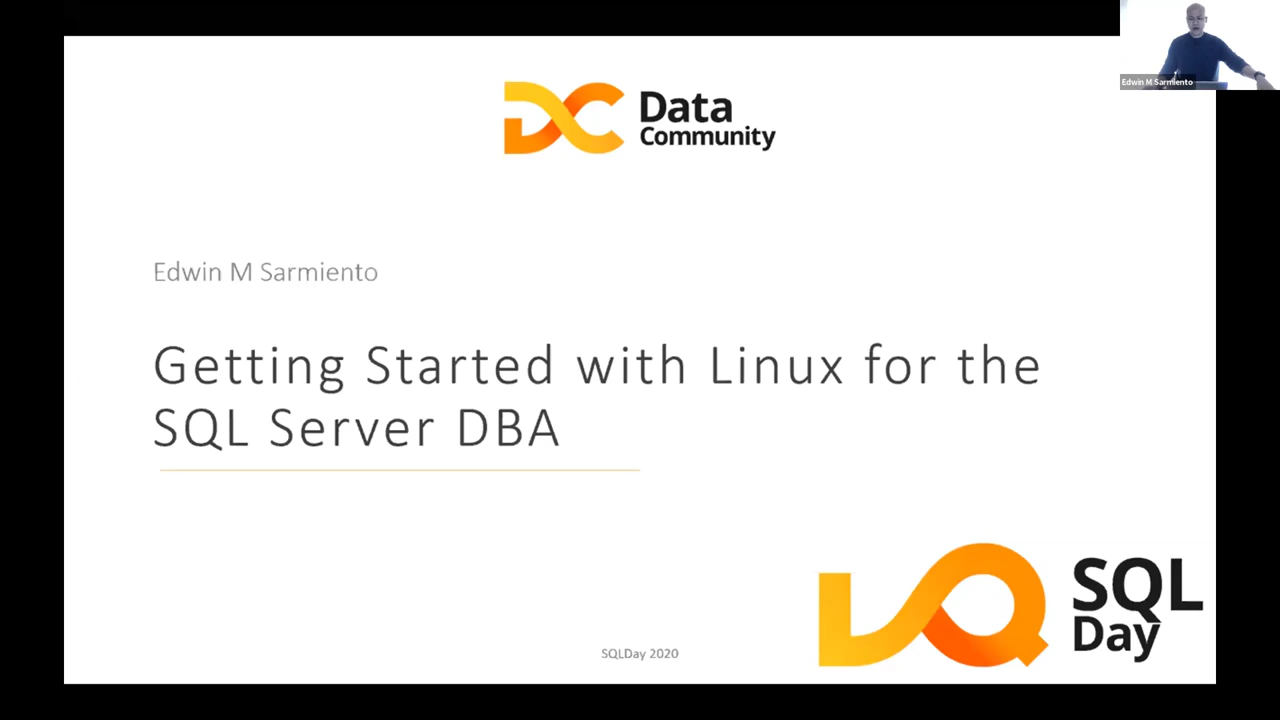 Data
Community
Edwin M Sarmiento
Edwin M Sarmiento
Getting Started with Linux for the
SQL Server DBA
SQL
Day
SQLDay 2020